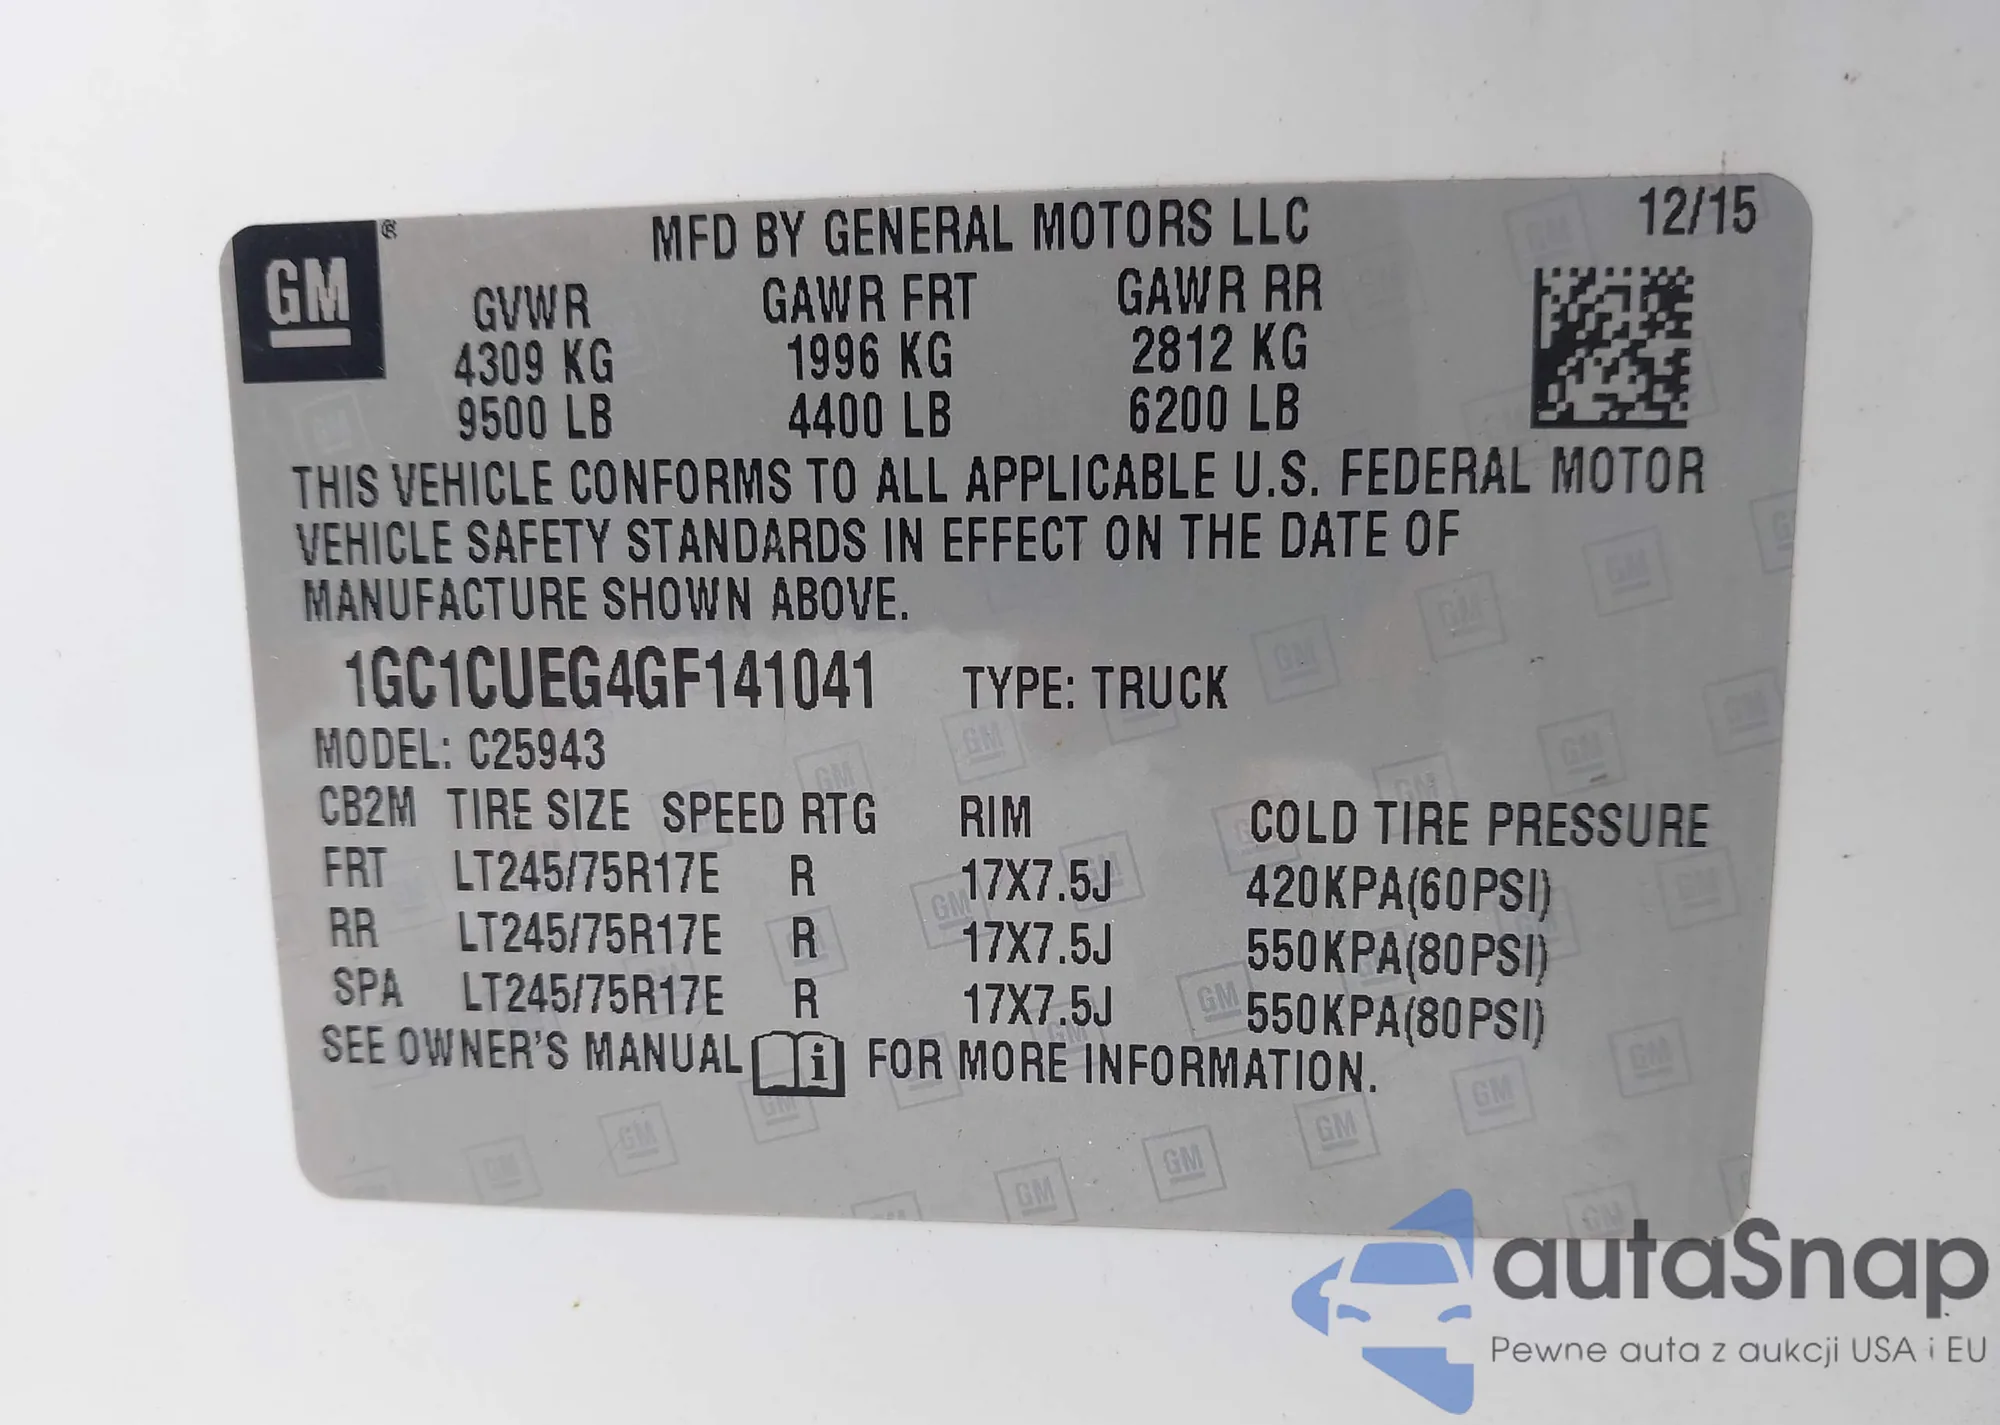 GM ®
MFD BY GENERAL MOTORS LLC 12/15
GVWR GAWR FRT GAWR RR
4309 KG 1996 KG 2812 KG
9500 LB 4400 LB 6200 LB
THIS VEHICLE CONFORMS TO ALL APPLICABLE U.S. FEDERAL MOTOR
VEHICLE SAFETY STANDARDS IN EFFECT ON THE DATE OF
MANUFACTURE SHOWN ABOVE.
1GC1CUEG4GF141041 TYPE: TRUCK
MODEL: C25943
CB2M TIRE SIZE SPEED RTG RIM COLD TIRE PRESSURE
FRT LT245/75R17E R 17X7.5J 420KPA(60PSI)
RR LT245/75R17E R 17X7.5J 550KPA(80PSI)
SPA LT245/75R17E R 17X7.5J 550KPA(80PSI)
SEE OWNER'S MANUAL i FOR MORE INFORMATION.
autaSnap
Pewne auta z aukcji USA i EU